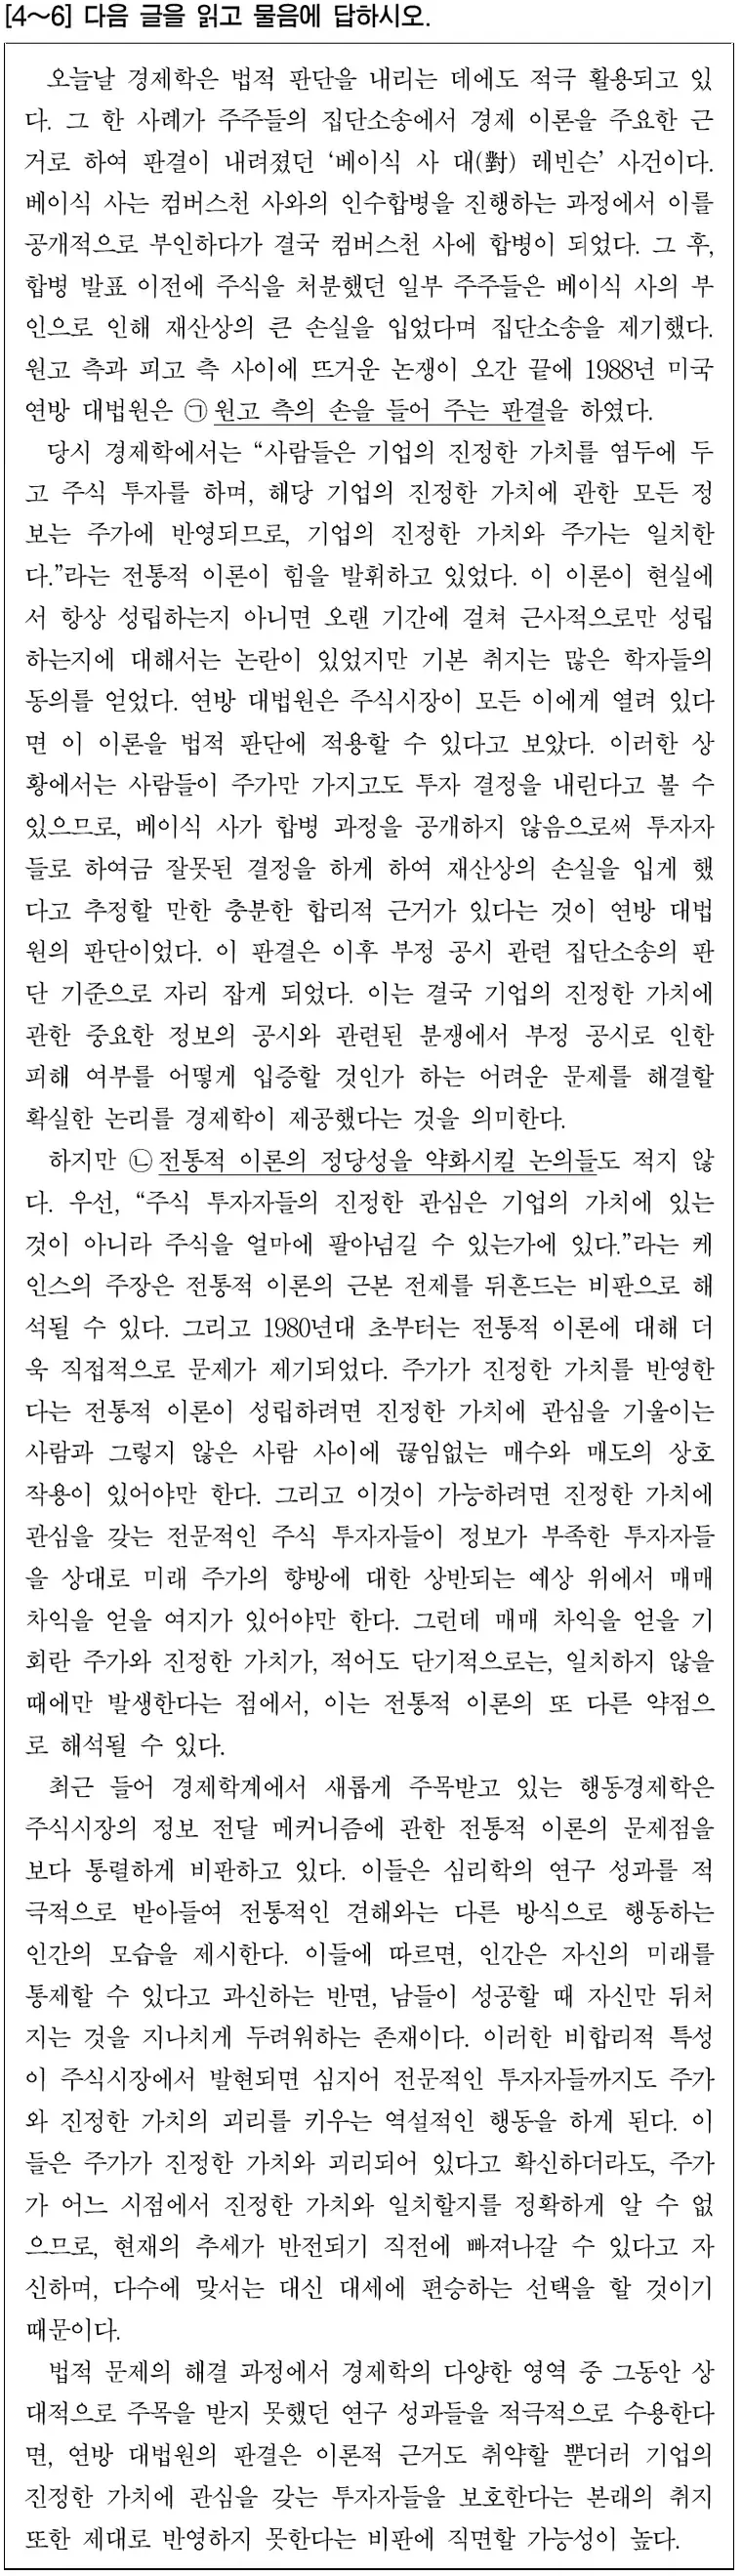 [4～6] 다음 글을 읽고 물음에 답하시오.
오늘날 경제학은 법적 판단을 내리는 데에도 적극 활용되고 있
다. 그 한 사례가 주주들의 집단소송에서 경제 이론을 주요한 근
거로 하여 판결이 내려졌던 ‘베이식 사 대(對) 레빈슨’ 사건이다.
베이식 사는 컴버스천 사와의 인수합병을 진행하는 과정에서 이를
공개적으로 부인하다가 결국 컴버스천 사에 합병이 되었다. 그 후,
합병 발표 이전에 주식을 처분했던 일부 주주들은 베이식 사의 부
인으로 인해 재산상의 큰 손실을 입었다며 집단소송을 제기했다.
원고 측과 피고 측 사이에 뜨거운 논쟁이 오간 끝에 1988년 미국
연방 대법원은 ㉠원고 측의 손을 들어 주는 판결을 하였다.
당시 경제학에서는 “사람들은 기업의 진정한 가치를 염두에 두
고 주식 투자를 하며, 해당 기업의 진정한 가치에 관한 모든 정
보는 주가에 반영되므로, 기업의 진정한 가치와 주가는 일치한
다.”라는 전통적 이론이 힘을 발휘하고 있었다. 이 이론이 현실에
서 항상 성립하는지 아니면 오랜 기간에 걸쳐 근사적으로만 성립
하는지에 대해서는 논란이 있었지만 기본 취지는 많은 학자들의
동의를 얻었다. 연방 대법원은 주식시장이 모든 이에게 열려 있다
면 이 이론을 법적 판단에 적용할 수 있다고 보았다. 이러한 상
황에서는 사람들이 주가만 가지고도 투자 결정을 내린다고 볼 수
있으므로, 베이식 사가 합병 과정을 공개하지 않음으로써 투자자
들로 하여금 잘못된 결정을 하게 하여 재산상의 손실을 입게 했
다고 추정할 만한 충분한 합리적 근거가 있다는 것이 연방 대법
원의 판단이었다. 이 판결은 이후 부정 공시 관련 집단소송의 판
단 기준으로 자리 잡게 되었다. 이는 결국 기업의 진정한 가치에
관한 중요한 정보의 공시와 관련된 분쟁에서 부정 공시로 인한
피해 여부를 어떻게 입증할 것인가 하는 어려운 문제를 해결할
확실한 논리를 경제학이 제공했다는 것을 의미한다.
하지만 ㉡전통적 이론의 정당성을 약화시킬 논의들도 적지 않
다. 우선, “주식 투자자들의 진정한 관심은 기업의 가치에 있는
것이 아니라 주식을 얼마에 팔아넘길 수 있는가에 있다.”라는 케
인스의 주장은 전통적 이론의 근본 전제를 뒤흔드는 비판으로 해
석될 수 있다. 그리고 1980년대 초부터는 전통적 이론에 대해 더
욱 직접적으로 문제가 제기되었다. 주가가 진정한 가치를 반영한
다는 전통적 이론이 성립하려면 진정한 가치에 관심을 기울이는
사람과 그렇지 않은 사람 사이에 끊임없는 매수와 매도의 상호
작용이 있어야만 한다. 그리고 이것이 가능하려면 진정한 가치에
관심을 갖는 전문적인 주식 투자자들이 정보가 부족한 투자자들
을 상대로 미래 주가의 향방에 대한 상반되는 예상 위에서 매매
차익을 얻을 여지가 있어야만 한다. 그런데 매매 차익을 얻을 기
회란 주가와 진정한 가치가, 적어도 단기적으로는, 일치하지 않을
때에만 발생한다는 점에서, 이는 전통적 이론의 또 다른 약점으
로 해석될 수 있다.
최근 들어 경제학계에서 새롭게 주목받고 있는 행동경제학은
주식시장의 정보 전달 메커니즘에 관한 전통적 이론의 문제점을
보다 통렬하게 비판하고 있다. 이들은 심리학의 연구 성과를 적
극적으로 받아들여 전통적인 견해와는 다른 방식으로 행동하는
인간의 모습을 제시한다. 이들에 따르면, 인간은 자신의 미래를
통제할 수 있다고 과신하는 반면, 남들이 성공할 때 자신만 뒤처
지는 것을 지나치게 두려워하는 존재이다. 이러한 비합리적 특성
이 주식시장에서 발현되면 심지어 전문적인 투자자들까지도 주가
와 진정한 가치의 괴리를 키우는 역설적인 행동을 하게 된다. 이
들은 주가가 진정한 가치와 괴리되어 있다고 확신하더라도, 주가
가 어느 시점에서 진정한 가치와 일치할지를 정확하게 알 수 없
으므로, 현재의 추세가 반전되기 직전에 빠져나갈 수 있다고 자
신하며, 다수에 맞서는 대신 대세에 편승하는 선택을 할 것이기
때문이다.
법적 문제의 해결 과정에서 경제학의 다양한 영역 중 그동안 상
대적으로 주목을 받지 못했던 연구 성과들을 적극적으로 수용한다
면, 연방 대법원의 판결은 이론적 근거도 취약할 뿐더러 기업의
진정한 가치에 관심을 갖는 투자자들을 보호한다는 본래의 취지
또한 제대로 반영하지 못한다는 비판에 직면할 가능성이 높다.